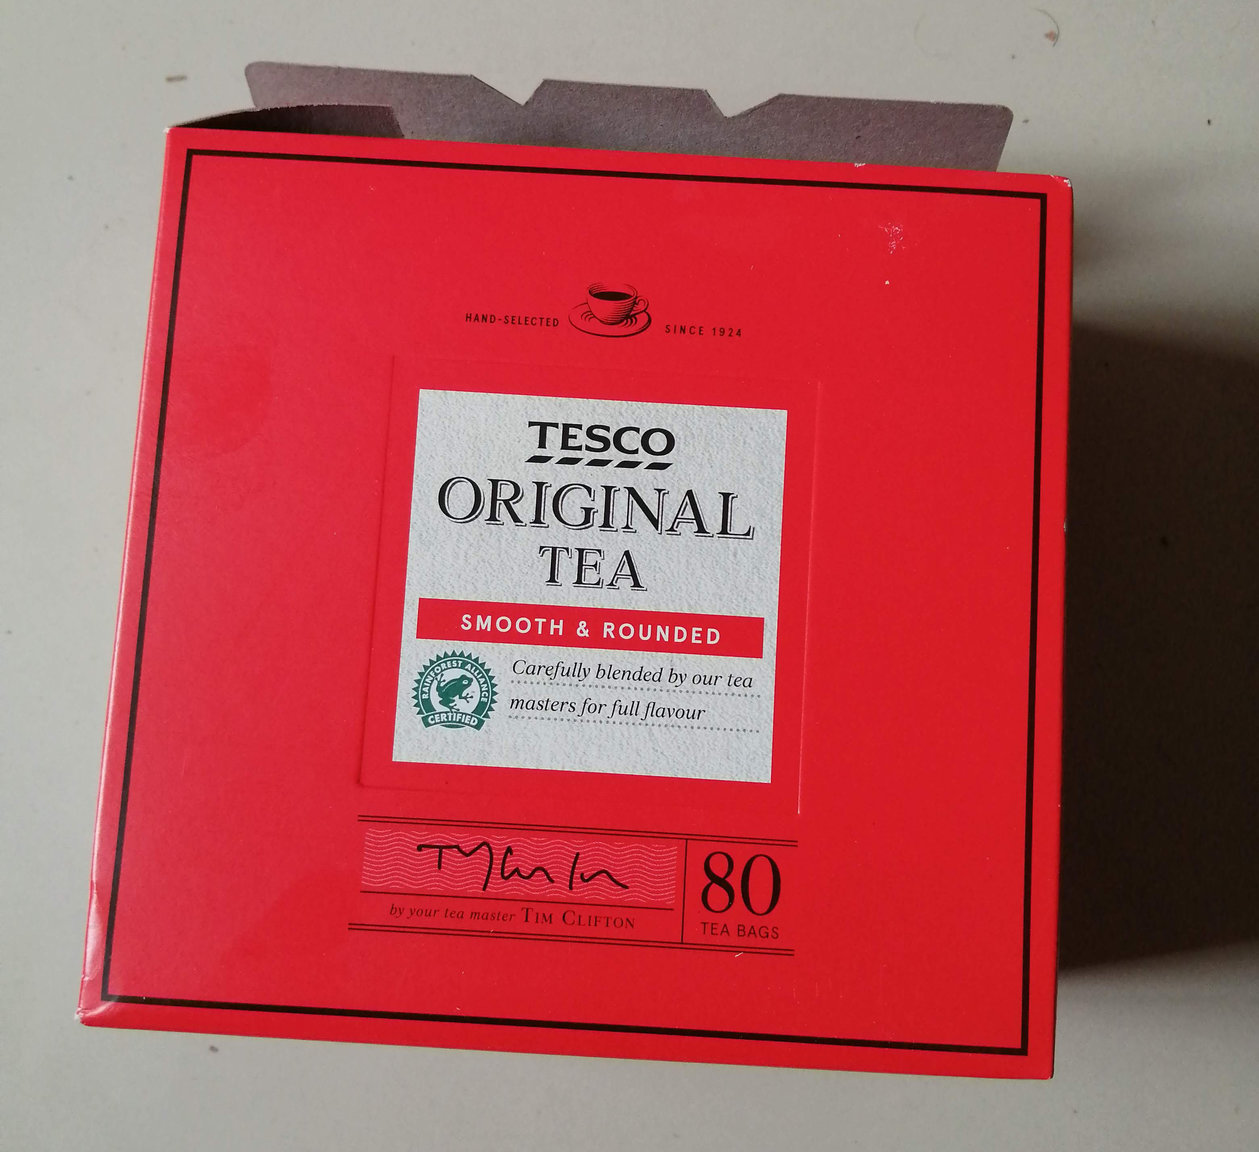 HAND-SELECTED SINCE 1924
TESCO
ORIGINAL
TEA
SMOOTH & ROUNDED
RAINFOREST ALLIANCE
CERTIFIED
Carefully blended by our tea
masters for full flavour
by your tea master TIM CLIFTON
80
TEA BAGS